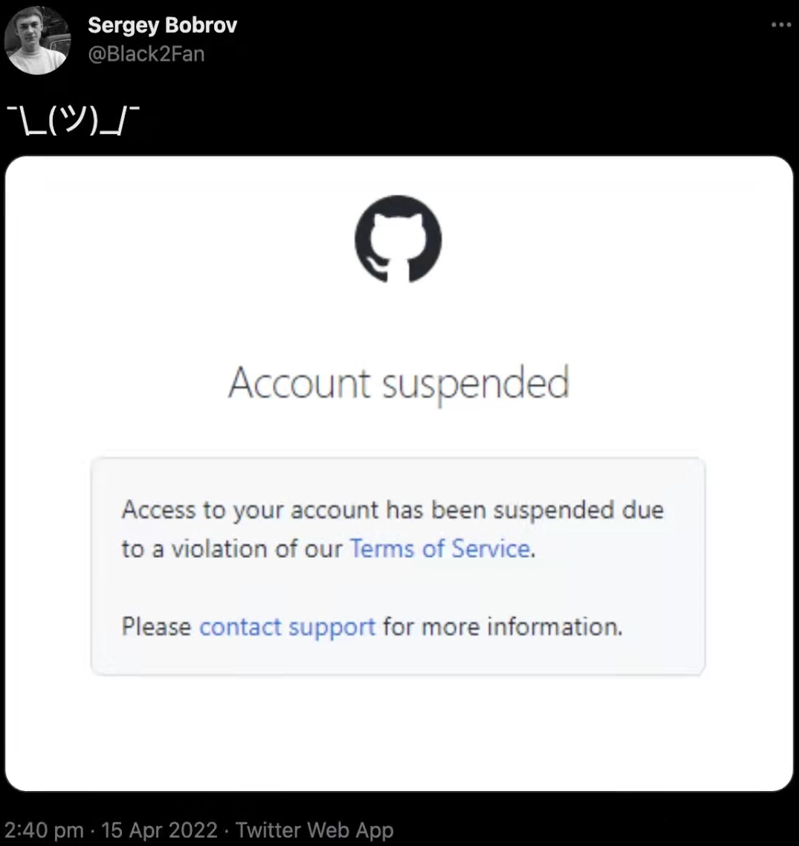 Sergey Bobrov
@Black2Fan
¯\_(ツ)_/¯
Account suspended
Access to your account has been suspended due
to a violation of our Terms of Service.
Please contact support for more information.
2:40 pm · 15 Apr 2022 · Twitter Web App